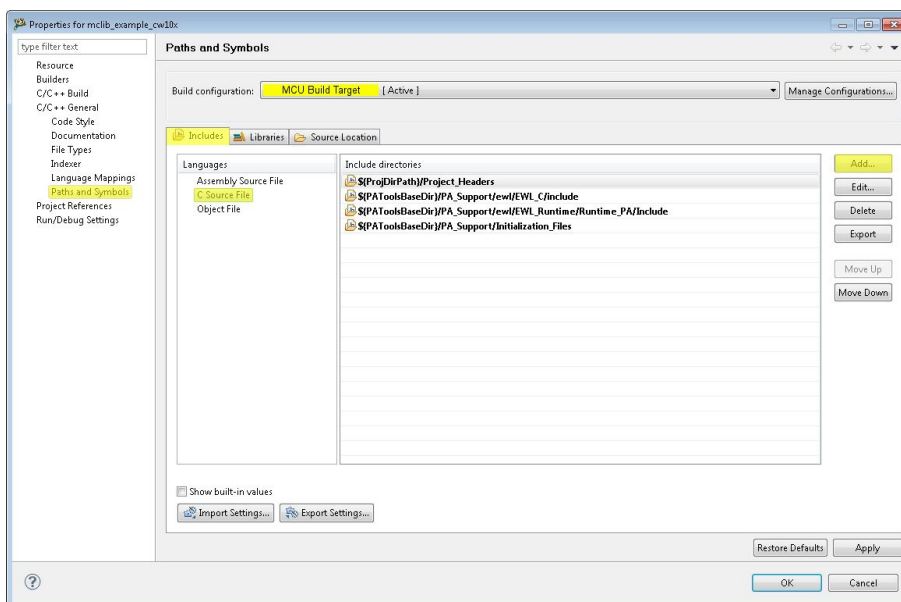 Properties for mclib_example_cw10x
type filter text
Resource
Builders
C/C++ Build
C/C++ General
Code Style
Documentation
File Types
Indexer
Language Mappings
Paths and Symbols
Project References
Run/Debug Settings
Paths and Symbols
Build configuration: MCU Build Target [ Active ] Manage Configurations...
Includes Libraries Source Location
Languages
Assembly Source File
C Source File
Object File
Include directories
${ProjDirPath}/Project_Headers
${PAToolsBaseDir}/PA_Support/ewl/EWL_C/include
${PAToolsBaseDir}/PA_Support/ewl/EWL_Runtime/Runtime_PA/Include
${PAToolsBaseDir}/PA_Support/Initialization_Files
Add...
Edit...
Delete
Export
Move Up
Move Down
Show built-in values
Import Settings... Export Settings...
Restore Defaults Apply
? OK Cancel